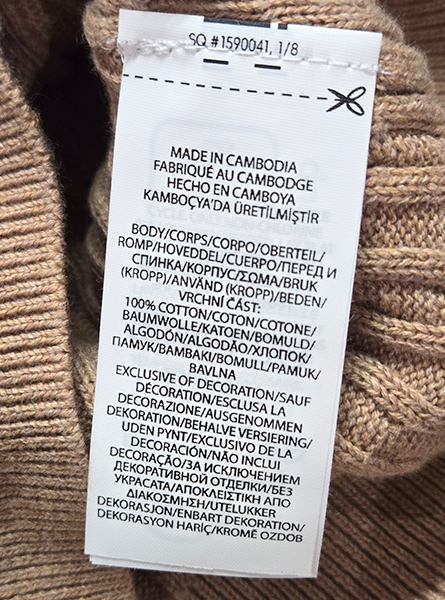 SQ #1590041, 1/8
MADE IN CAMBODIA
FABRIQUÉ AU CAMBODGE
HECHO EN CAMBOYA
KAMBOÇYA'DA ÜRETİLMİŞTİR
BODY/CORPS/CORPO/OBERTEIL/
ROMP/HOVEDDEL/CUERPO/ПЕРЕД И
СПИНКА/КОРПУС/ΣΩΜΑ/BRUK
(KROPP)/ANVÄND (KROPP)/BEDEN/
VRCHNÍ ČÁST:
100% COTTON/COTON/COTONE/
BAUMWOLLE/KATOEN/BOMULD/
ALGODÓN/ALGODÃO/ХЛОПОК/
ПАМУК/ΒΑΜΒΑΚΙ/BOMULL/PAMUK/
BAVLNA
EXCLUSIVE OF DECORATION/SAUF
DÉCORATION/ESCLUSA LA
DECORAZIONE/AUSGENOMMEN
DEKORATION/BEHALVE VERSIERING/
UDEN PYNT/EXCLUSIVO DE LA
DECORACIÓN/NÃO INCLUI
DECORAÇÃO/ЗА ИСКЛЮЧЕНИЕМ
ДЕКОРАТИВНОЙ ОТДЕЛКИ/БЕЗ
УКРАСАТА/ΑΠΟΚΛΕΙΣΤΙΚΗ ΑΠΟ
ΔΙΑΚΟΣΜΗΣΗ/UTELUKKER
DEKORASJON/ENBART DEKORATION/
DEKORASYON HARİÇ/KROMĚ OZDOB